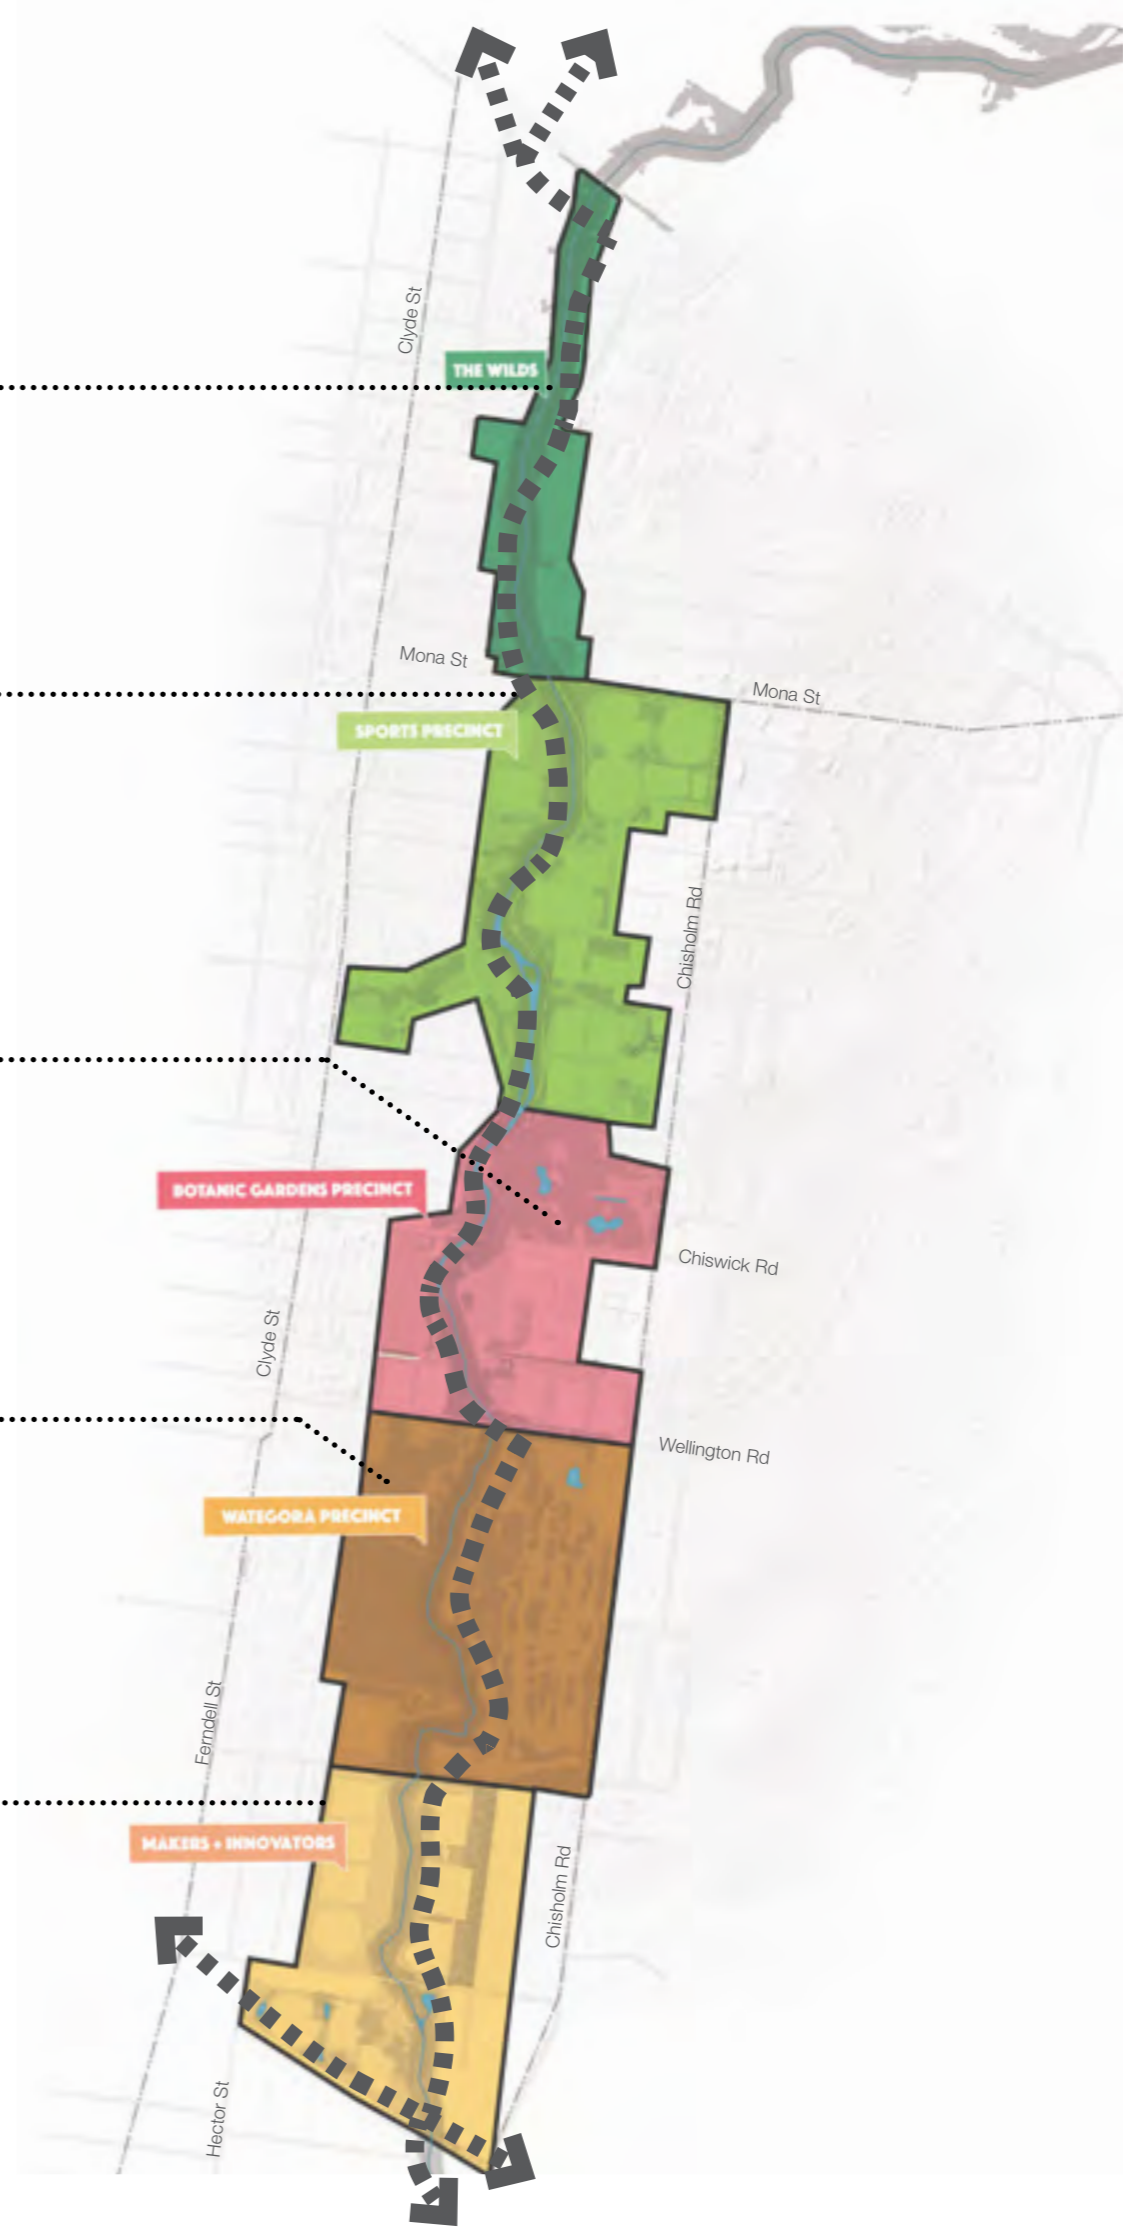 Clyde St
THE WILDS
Mona St
Mona St
SPORTS PRECINCT
Chisholm Rd
BOTANIC GARDENS PRECINCT
Chiswick Rd
Clyde St
Wellington Rd
WATEGORA PRECINCT
Ferndell St
MAKERS + INNOVATORS
Chisholm Rd
Hector St